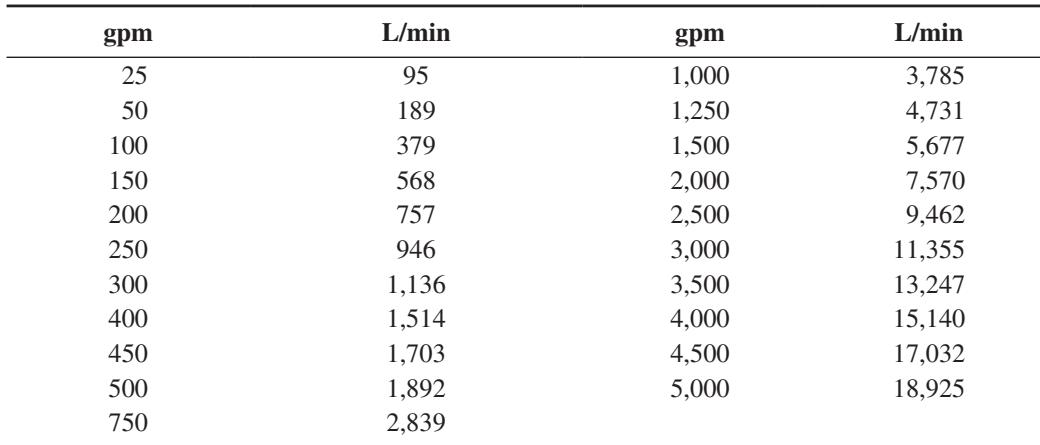 gpm L/min gpm L/min
25 95 1,000 3,785
50 189 1,250 4,731
100 379 1,500 5,677
150 568 2,000 7,570
200 757 2,500 9,462
250 946 3,000 11,355
300 1,136 3,500 13,247
400 1,514 4,000 15,140
450 1,703 4,500 17,032
500 1,892 5,000 18,925
750 2,839